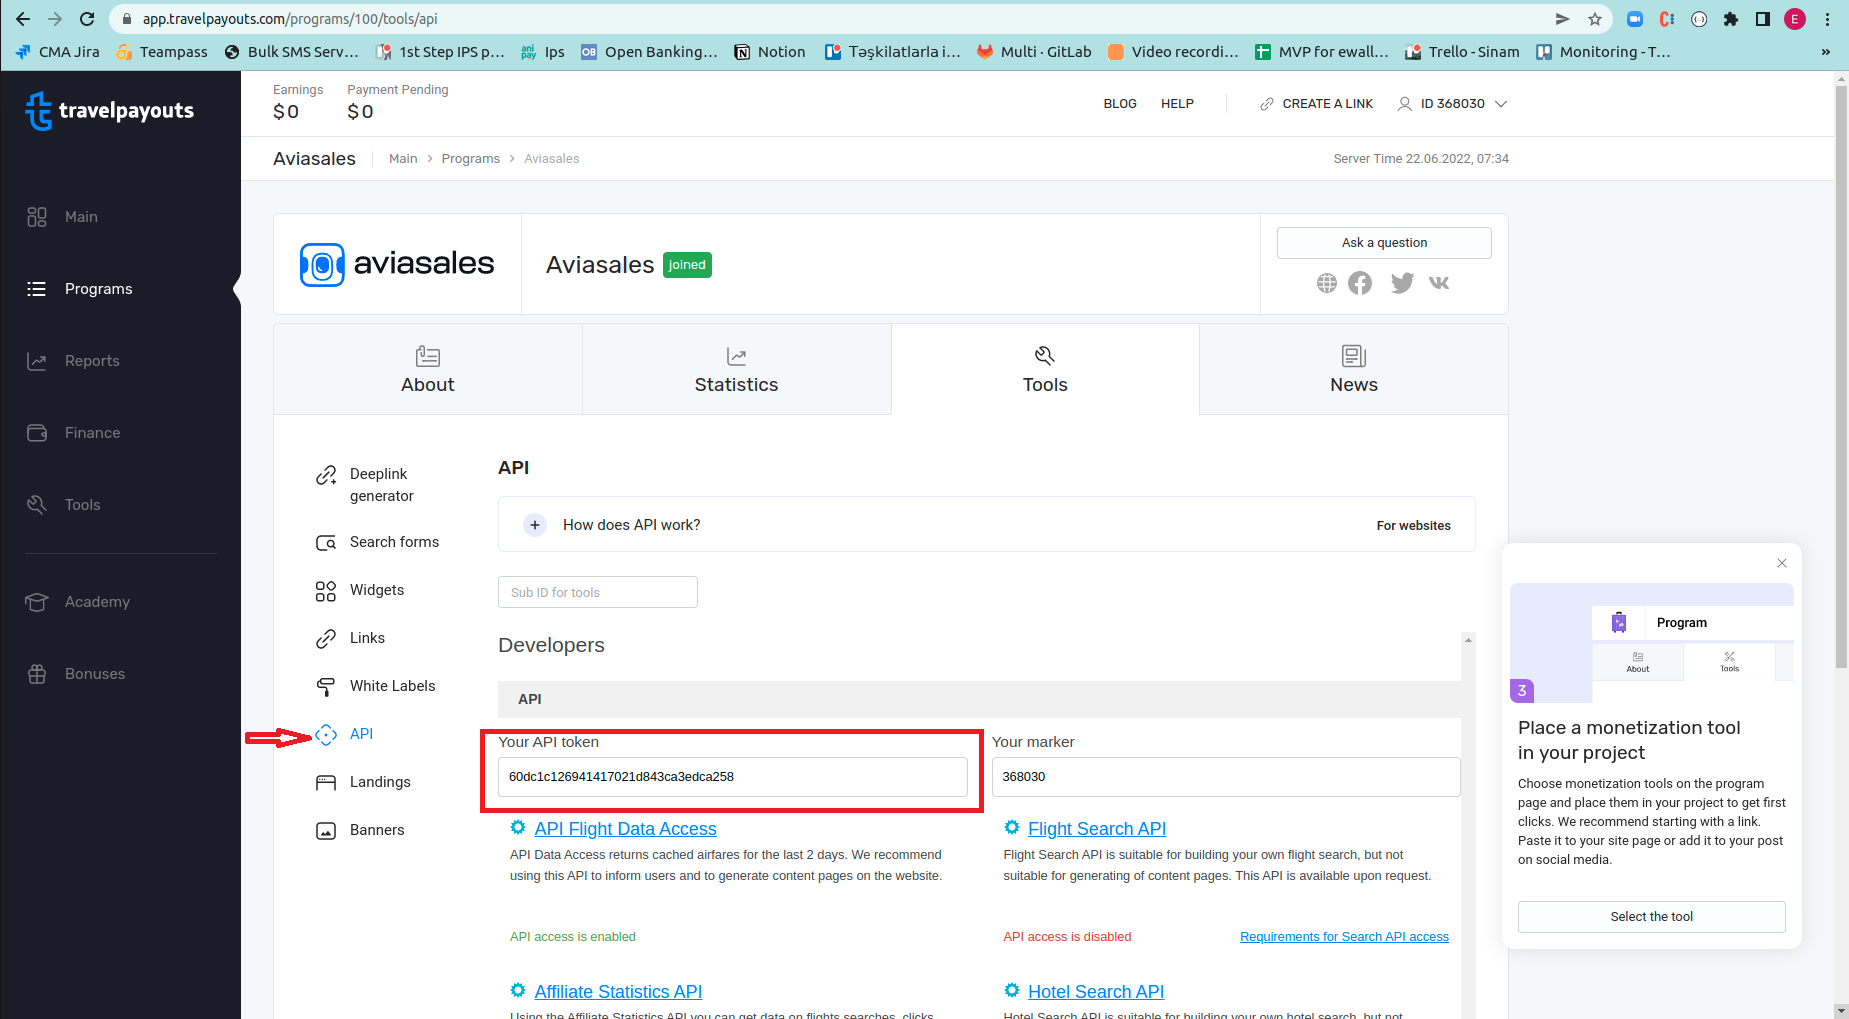 app.travelpayouts.com/programs/100/tools/api
E
CMA Jira
Teampass
Bulk SMS Serv...
1st Step IPS p...
ani pay
Ips
OB
Open Banking...
Notion
Təşkilatlarla i...
Multi · GitLab
Video recordi...
MVP for ewall...
Trello - Sinam
Monitoring - T...
»
travelpayouts
Main
Programs
Reports
Finance
Tools
Academy
Bonuses
Earnings
$ 0
Payment Pending
$ 0
BLOG
HELP
CREATE A LINK
ID 368030
Aviasales
Main > Programs > Aviasales
Server Time 22.06.2022, 07:34
aviasales
Aviasales joined
Ask a question
About
Statistics
Tools
News
Deeplink
generator
Search forms
Widgets
Links
White Labels
API
Landings
Banners
API
+ How does API work?
For websites
Sub ID for tools
Developers
API
Your API token
60dc1c126941417021d843ca3edca258
Your marker
368030
API Flight Data Access
API Data Access returns cached airfares for the last 2 days. We recommend
using this API to inform users and to generate content pages on the website.
API access is enabled
Flight Search API
Flight Search API is suitable for building your own flight search, but not
suitable for generating of content pages. This API is available upon request.
API access is disabled
Requirements for Search API access
Affiliate Statistics API
Using the Affiliate Statistics API you can get data on flights searches, clicks,
Hotel Search API
Hotel Search API is suitable for building your own hotel search, but not
Program
About
Tools
3
Place a monetization tool
in your project
Choose monetization tools on the program
page and place them in your project to get first
clicks. We recommend starting with a link.
Paste it to your site page or add it to your post
on social media.
Select the tool